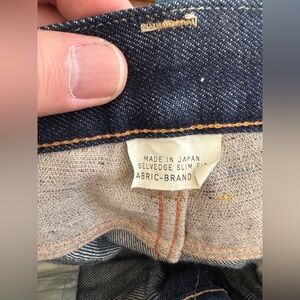 MADE IN JAPAN
SELVEDGE SLIM FIT
ABRIC-BRAND